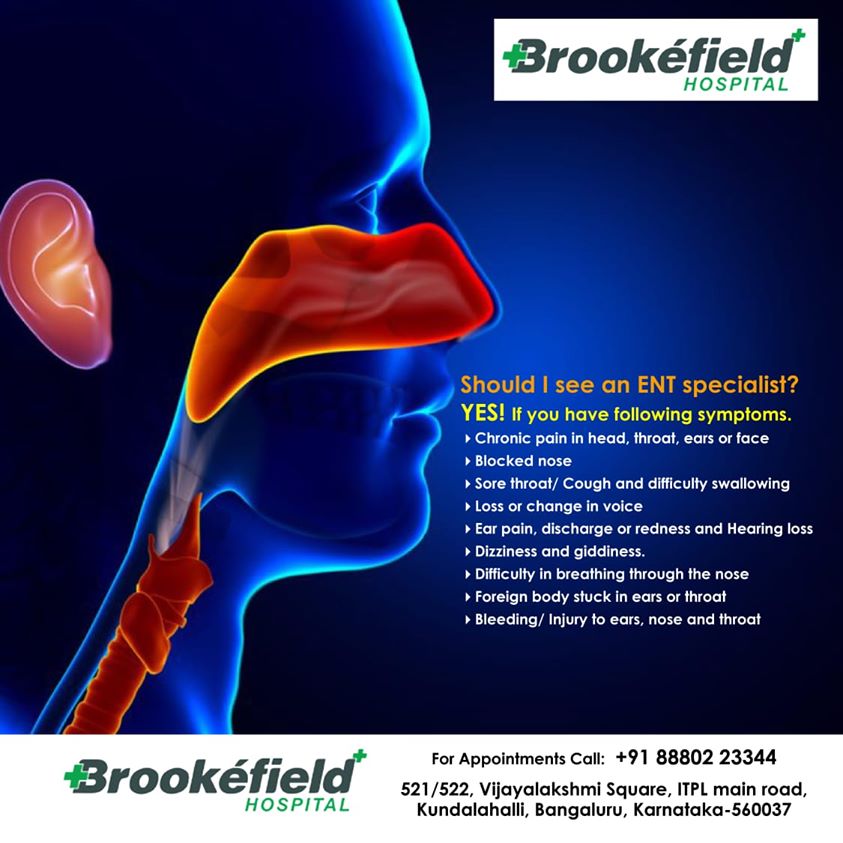 Brookéfield
HOSPITAL
Should I see an ENT specialist?
YES! If you have following symptoms.
Chronic pain in head, throat, ears or face
Blocked nose
Sore throat/ Cough and difficulty swallowing
Loss or change in voice
Ear pain, discharge or redness and Hearing loss
Dizziness and giddiness.
Difficulty in breathing through the nose
Foreign body stuck in ears or throat
Bleeding/ Injury to ears, nose and throat
Brookéfield
HOSPITAL
For Appointments Call: +91 88802 23344
521/522, Vijayalakshmi Square, ITPL main road,
Kundalahalli, Bangaluru, Karnataka-560037